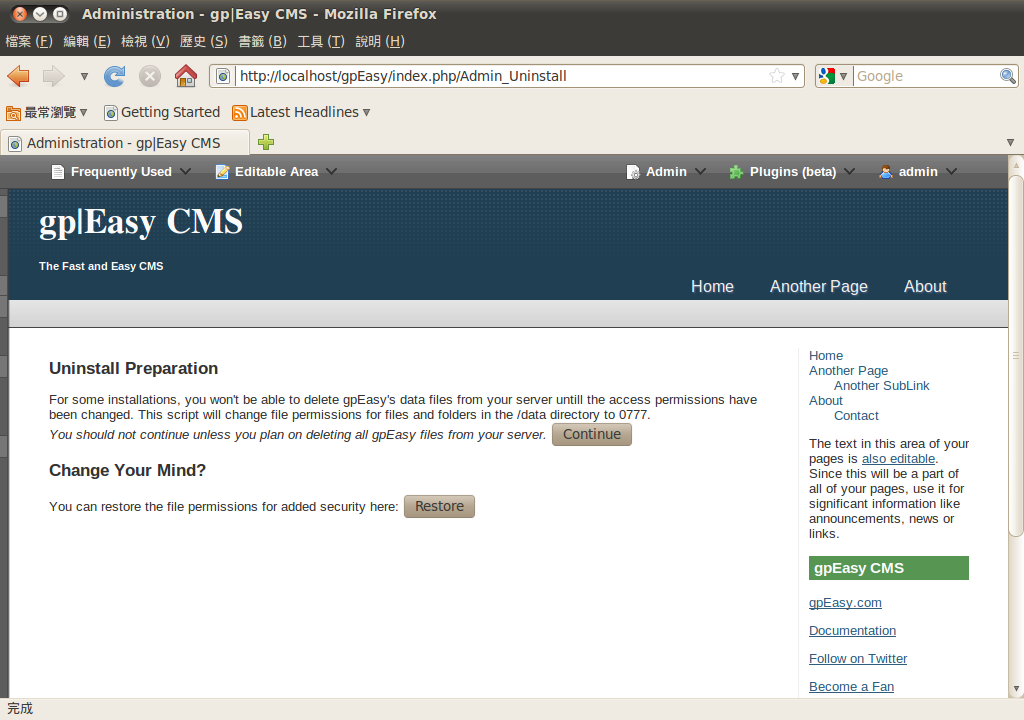 Administration - gp|Easy CMS - Mozilla Firefox
檔案 (F) 編輯 (E) 檢視 (V) 歷史 (S) 書籤 (B) 工具 (T) 說明 (H)
http://localhost/gpEasy/index.php/Admin_Uninstall Google
最常瀏覽 Getting Started Latest Headlines
Administration - gp|Easy CMS
Frequently Used Editable Area Admin Plugins (beta) admin
gp|Easy CMS
The Fast and Easy CMS
Home Another Page About
Uninstall Preparation
For some installations, you won't be able to delete gpEasy's data files from your server untill the access permissions have
been changed. This script will change file permissions for files and folders in the /data directory to 0777.
You should not continue unless you plan on deleting all gpEasy files from your server. Continue
Change Your Mind?
You can restore the file permissions for added security here: Restore
Home
Another Page
Another SubLink
About
Contact
The text in this area of your
pages is also editable.
Since this will be a part of
all of your pages, use it for
significant information like
announcements, news or
links.
gpEasy CMS
gpEasy.com
Documentation
Follow on Twitter
Become a Fan
完成